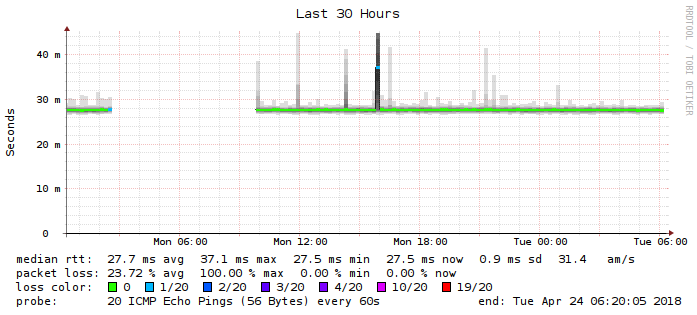 Last 30 Hours
RRDTOOL / TOBI OETIKER
Seconds
40 m
30 m
20 m
10 m
0
Mon 06:00 Mon 12:00 Mon 18:00 Tue 00:00 Tue 06:00
median rtt: 27.7 ms avg 37.1 ms max 27.5 ms min 27.5 ms now 0.9 ms sd 31.4 am/s
packet loss: 23.72 % avg 100.00 % max 0.00 % min 0.00 % now
loss color: 0 1/20 2/20 3/20 4/20 10/20 19/20
probe: 20 ICMP Echo Pings (56 Bytes) every 60s end: Tue Apr 24 06:20:05 2018